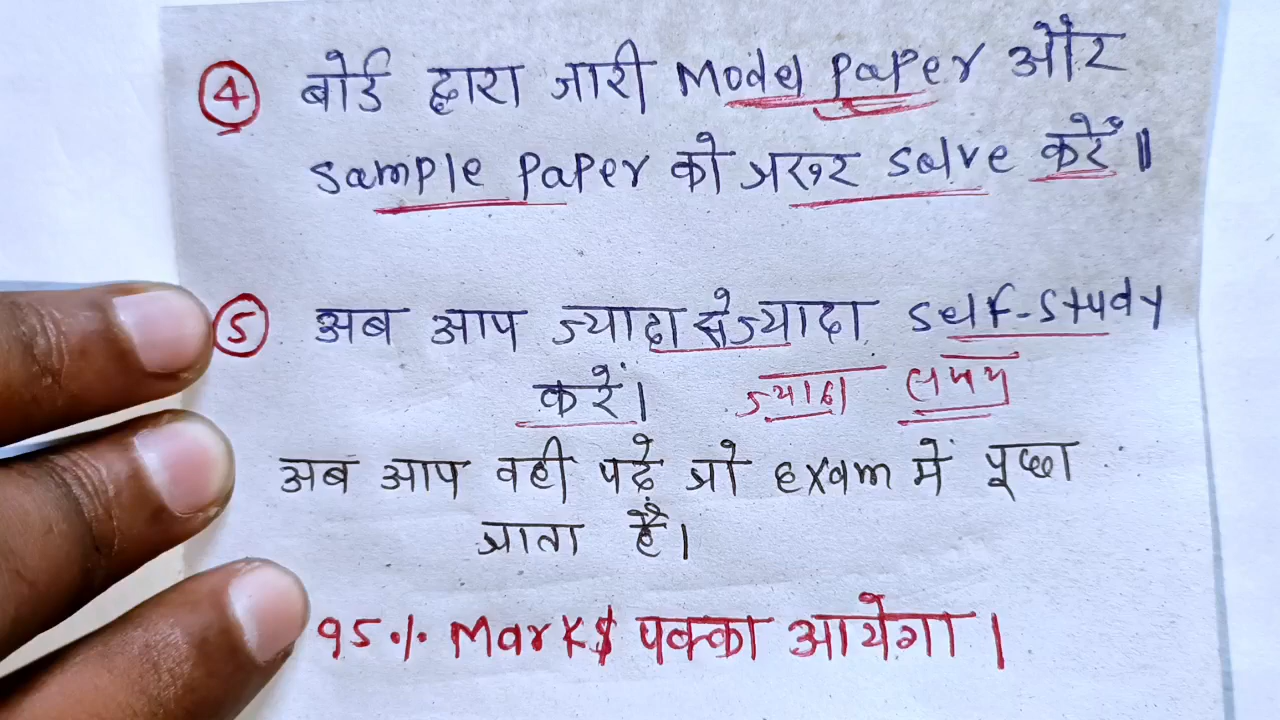 ④ बोर्ड द्वारा जारी Model Paper और
Sample Paper को जरूर solve करें॥
⑤ अब आप ज्यादा से ज्यादा self-study
करें। ज्यादा समय
अब आप वही पढ़ें जो exam में पूछा
जाता है।
95% Marks पक्का आयेगा।